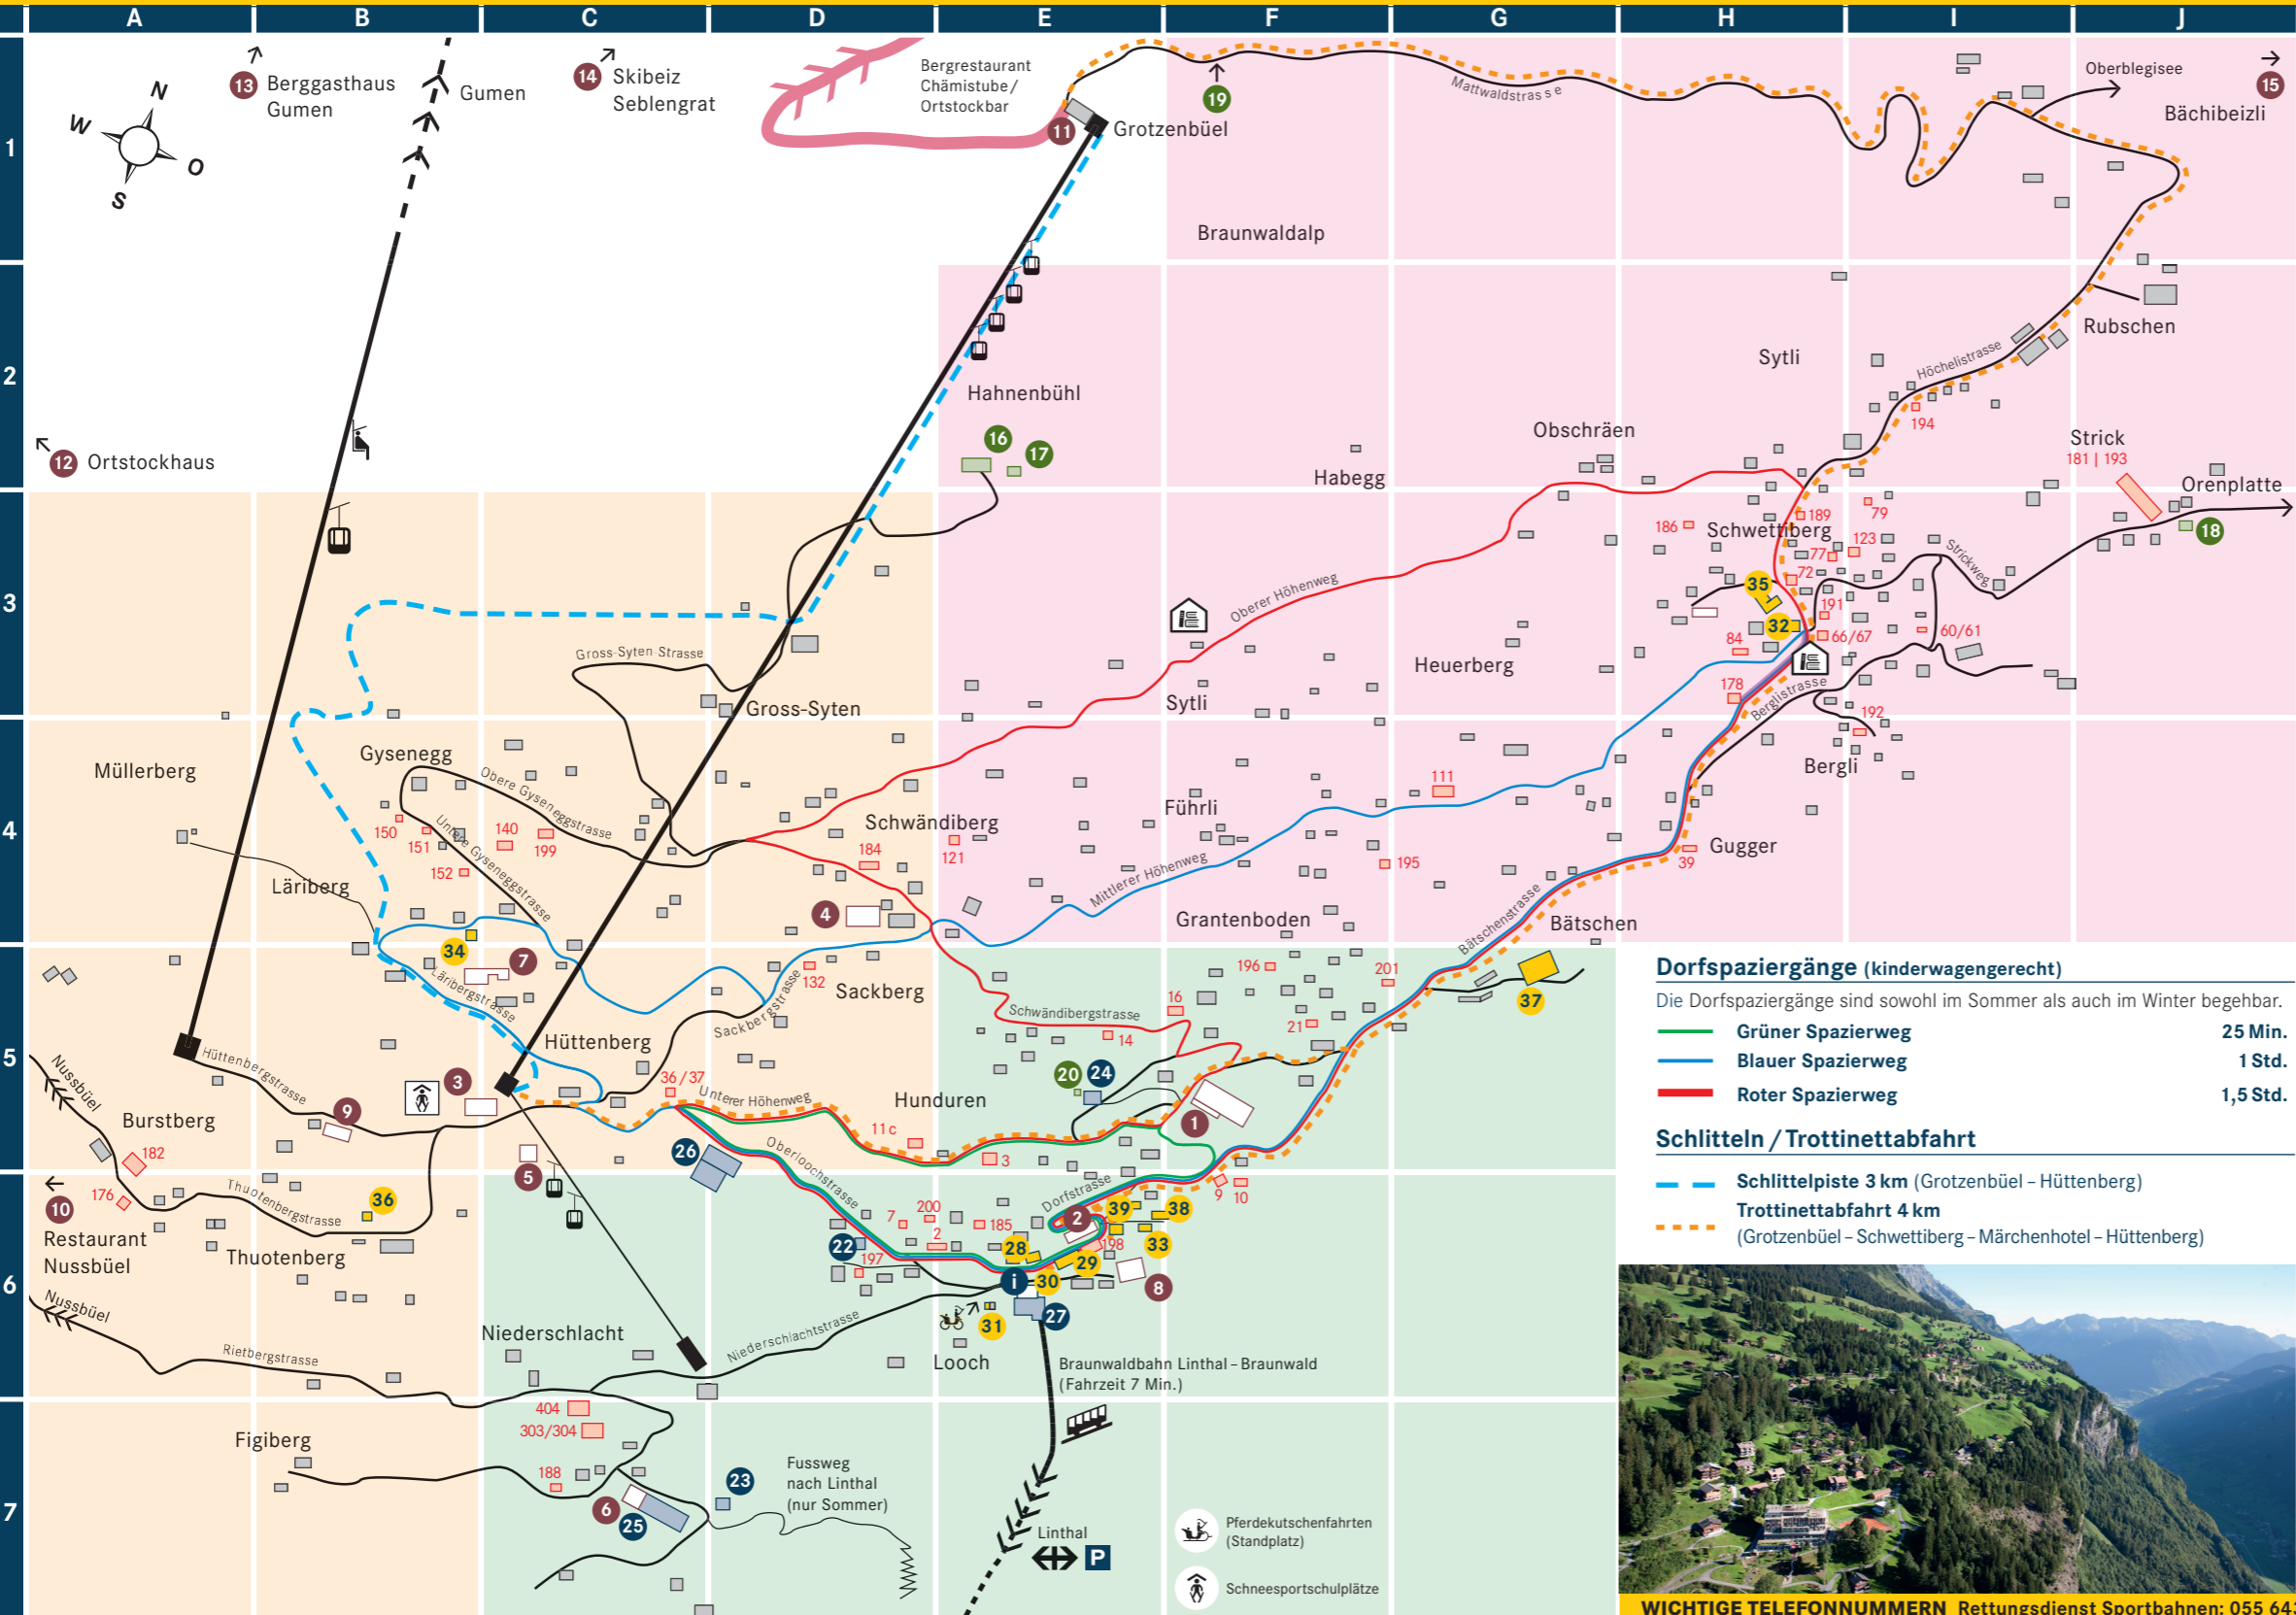 A B C D E F G H I J
1
2
3
4
5
6
7
N
W
O
S
13 Berggasthaus
Gumen
Gumen
14 Skibeiz
Seblengrat
Bergrestaurant
Chämistube/
Ortstockbar
11
Grotzenbüel
19
Mattwaldstrasse
Oberblegisee
15
Bächibeizli
Braunwaldalp
Rubschen
Sytli
Höchelistrasse
Hahnenbühl
16
17
12 Ortstockhaus
Obschräen
Habegg
194
Strick
181 | 193
Orenplatte
18
186
Schwettiberg
189
79
77
123
72
35
191
32
66/67
84
60/61
Strickweg
178
Berglistrasse
192
Bergli
Oberer Höhenweg
Heuerberg
Sytli
Gross-Syten-Strasse
Gross-Syten
Müllerberg
Gysenegg
Obere Gyseneggstrasse
Untere Gyseneggstrasse
150
151
152
140
199
Läriberg
Schwändiberg
184
121
Führli
111
195
Mittlerer Höhenweg
39
Gugger
4
Grantenboden
Bätschenstrasse
Bätschen
34
7
Läribergstrasse
132
Sackberg
Sackbergstrasse
196
201
16
21
37
Schwändibergstrasse
14
Hüttenberg
Hüttenbergstrasse
Nussbüel
3
9
Burstberg
182
176
36/37
Unterer Höhenweg
Hunduren
20
24
1
11c
3
26
Oberlochstrasse
5
10
Restaurant
Nussbüel
Thuotenbergstrasse
36
Thuotenberg
Nussbüel
Dorfstrasse
9
10
2
39
38
33
198
7
200
2
185
22
197
28
29
i
30
8
31
27
Looch
Niederschlacht
Niederschlachtstrasse
Rietbergstrasse
Braunwaldbahn Linthal – Braunwald
(Fahrzeit 7 Min.)
404
303/304
Figiberg
188
6
25
23
Fussweg
nach Linthal
(nur Sommer)
Linthal
P
Pferdekutschenfahrten
(Standplatz)
Schneesportschulplätze
Dorfspaziergänge (kinderwagengerecht)
Die Dorfspaziergänge sind sowohl im Sommer als auch im Winter begehbar.
Grüner Spazierweg 25 Min.
Blauer Spazierweg 1 Std.
Roter Spazierweg 1,5 Std.
Schlitteln / Trottinettabfahrt
Schlittelpiste 3 km (Grotzenbüel – Hüttenberg)
Trottinettabfahrt 4 km
(Grotzenbüel – Schwettiberg – Märchenhotel – Hüttenberg)
WICHTIGE TELEFONNUMMERN Rettungsdienst Sportbahnen: 055 64